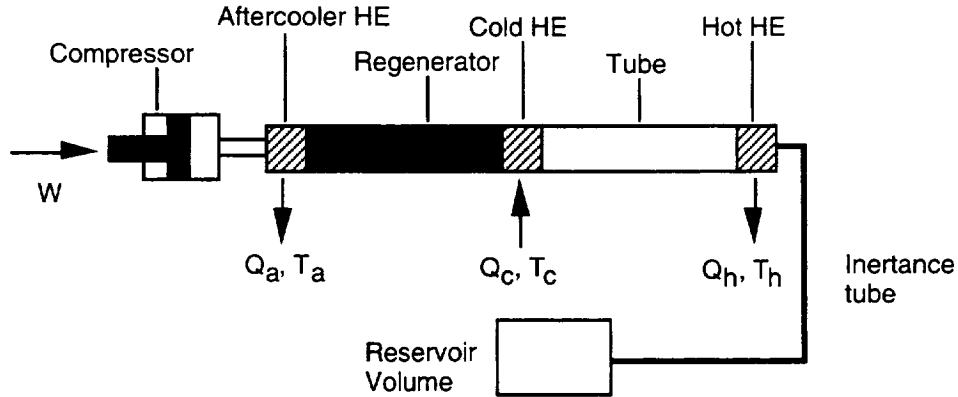 Aftercooler HE
Cold HE
Hot HE
Compressor
Regenerator
Tube
W
Qa, Ta
Qc, Tc
Qh, Th
Inertance
tube
Reservoir
Volume